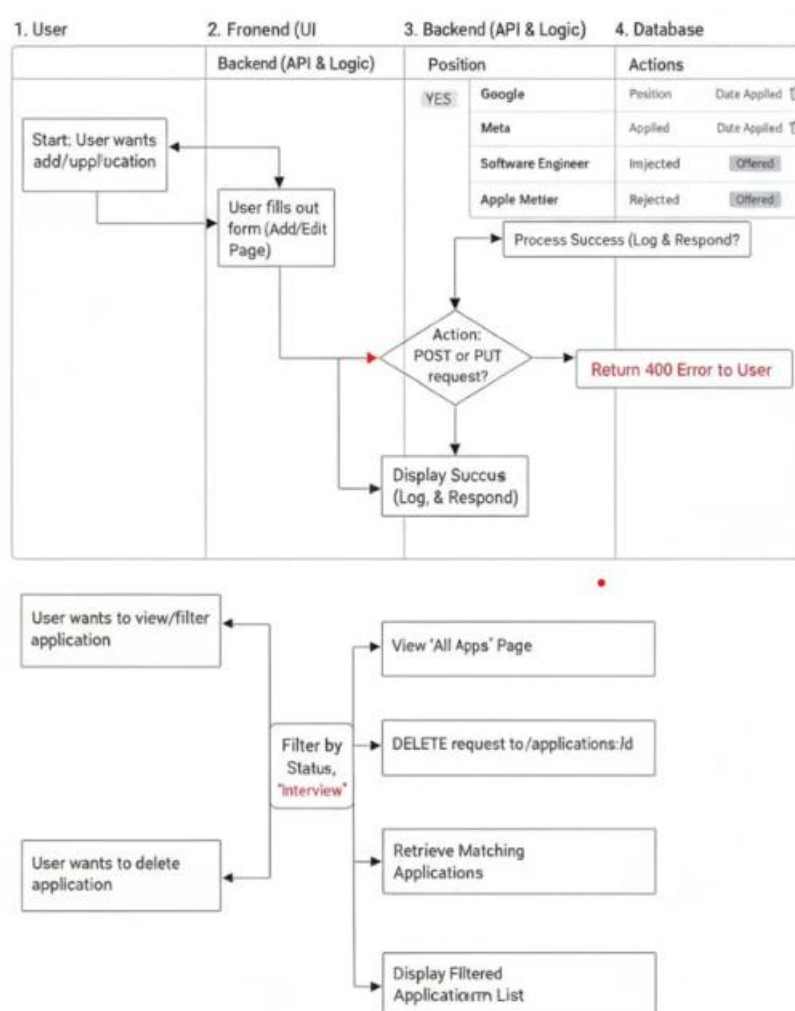 1. User
2. Fronend (UI
3. Backend (API & Logic)
4. Database
Backend (API & Logic)
Position
Actions
YES
Google
Position
Date Applied
Meta
Applied
Date Applied
Software Engineer
Imjected
Offered
Apple Metier
Rejected
Offered
Start: User wants
add/upplucation
User fills out
form (Add/Edit
Page)
Process Success (Log & Respond?
Action:
POST or PUT
request?
Return 400 Error to User
Display Succus
(Log, & Respond)
User wants to view/filter
application
View 'All Apps' Page
Filter by
Status,
"interview"
DELETE request to/applications:/d
User wants to delete
application
Retrieve Matching
Applications
Display Filtered
List